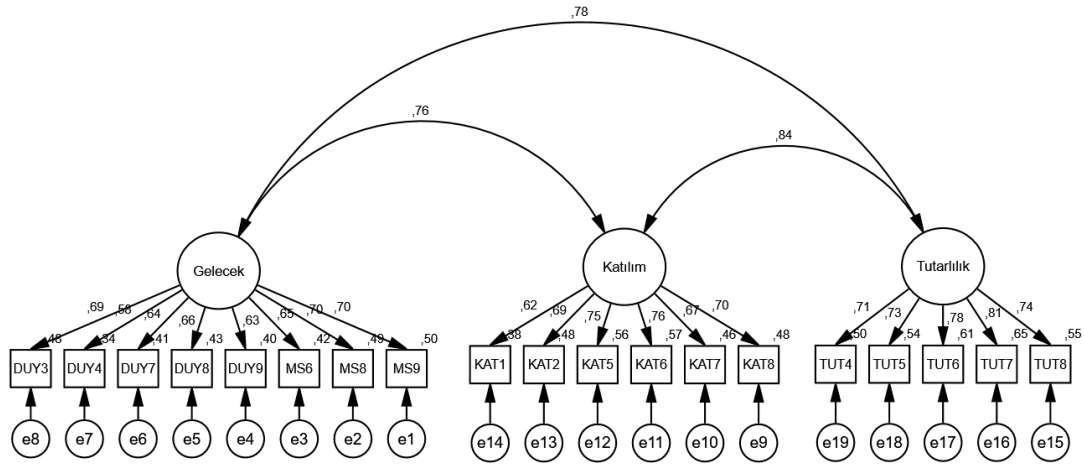 ,78
,76
,84
Gelecek
Katılım
Tutarlılık
,69 ,58 ,64 ,66 ,63 ,65 ,70 ,70
,62 ,69 ,75 ,76 ,67 ,70
,71 ,73 ,78 ,81 ,74
,48 ,34 ,41 ,43 ,40 ,42 ,49 ,50
,38 ,48 ,56 ,57 ,46 ,48
,50 ,54 ,61 ,65 ,55
DUY3 DUY4 DUY7 DUY8 DUY9 MS6 MS8 MS9
KAT1 KAT2 KAT5 KAT6 KAT7 KAT8
TUT4 TUT5 TUT6 TUT7 TUT8
e8 e7 e6 e5 e4 e3 e2 e1
e14 e13 e12 e11 e10 e9
e19 e18 e17 e16 e15